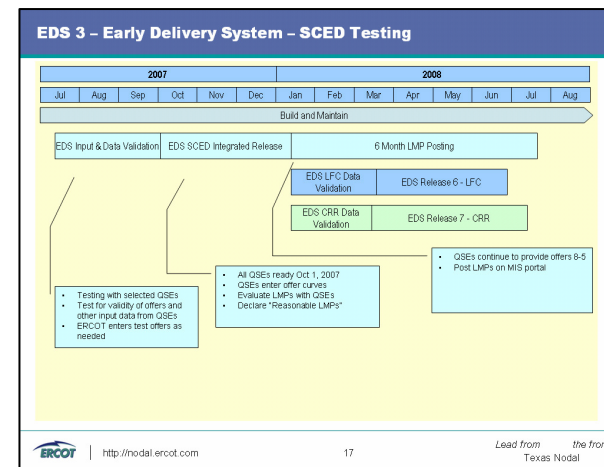 EDS 3 – Early Delivery System – SCED Testing
2007 2008
Jul Aug Sep Oct Nov Dec Jan Feb Mar Apr May Jun Jul Aug
Build and Maintain
EDS Input & Data Validation
EDS SCED Integrated Release
6 Month LMP Posting
EDS LFC Data
Validation
EDS Release 6 - LFC
EDS CRR Data
Validation
EDS Release 7 - CRR
• Testing with selected QSEs
• Test for validity of offers and
other input data from QSEs
• ERCOT enters test offers as
needed
• All QSEs ready Oct 1, 2007
• QSEs enter offer curves
• Evaluate LMPs with QSEs
• Declare "Reasonable LMPs"
• QSEs continue to provide offers 8-5
• Post LMPs on MIS portal
ERCOT
http://nodal.ercot.com
17
Lead from the fron
Texas Nodal